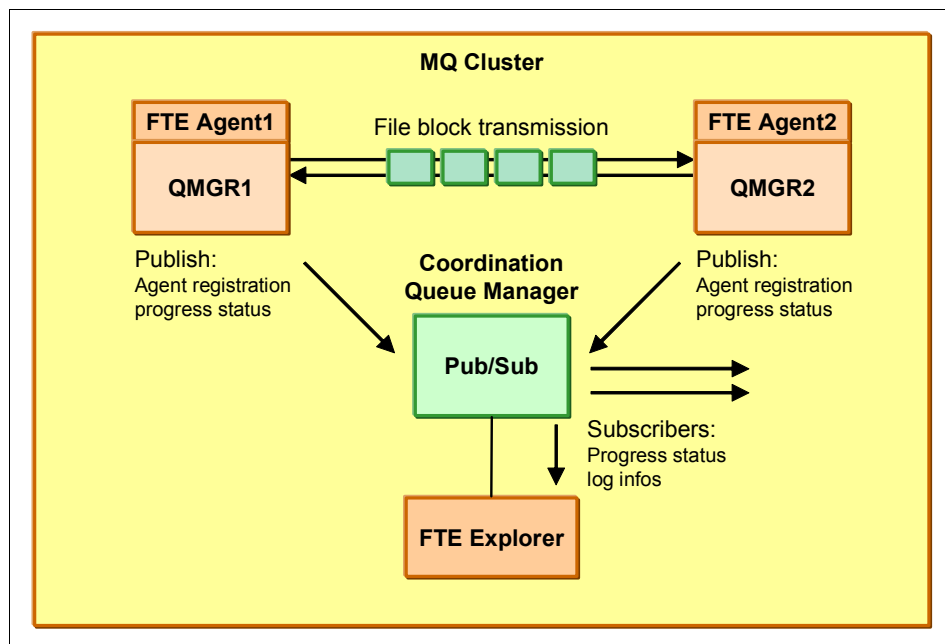 MQ Cluster
FTE Agent1
QMGR1
File block transmission
FTE Agent2
QMGR2
Publish:
Agent registration
progress status
Coordination
Queue Manager
Publish:
Agent registration
progress status
Pub/Sub
Subscribers:
Progress status
log infos
FTE Explorer